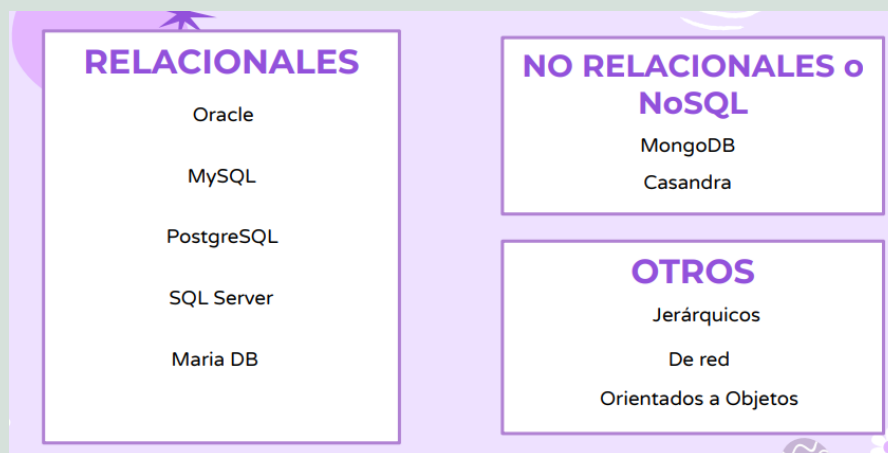 RELACIONALES
Oracle
MySQL
PostgreSQL
SQL Server
Maria DB
NO RELACIONALES o
NoSQL
MongoDB
Casandra
OTROS
Jerárquicos
De red
Orientados a Objetos